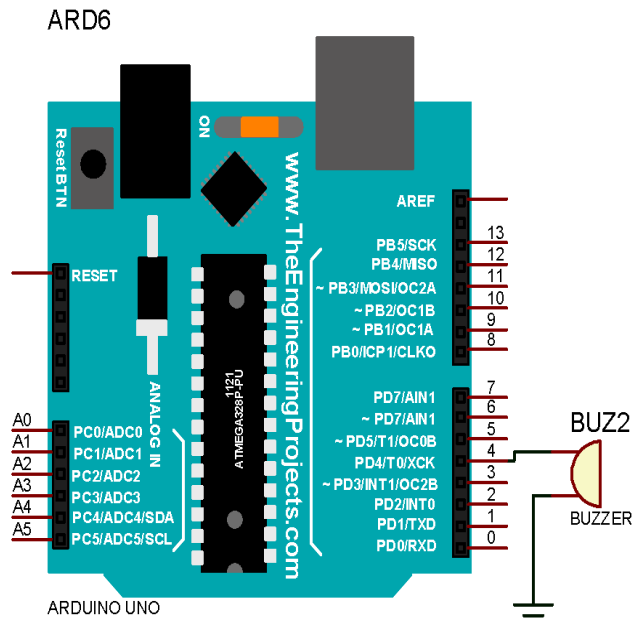 ARD6
ResetBTN
ON
www.TheEngineeringProjects.com
AREF
PB5/SCK 13
PB4/MISO 12
~ PB3/MOSI/OC2A 11
~ PB2/OC1B 10
~ PB1/OC1A 9
PB0/ICP1/CLKO 8
RESET
ANALOG IN
1121
ATMEGA328P-PU
PD7/AIN1 7
~ PD7/AIN1 6
~ PD5/T1/OC0B 5
PD4/T0/XCK 4
~ PD3/INT1/OC2B 3
PD2/INT0 2
PD1/TXD 1
PD0/RXD 0
A0 PC0/ADC0
A1 PC1/ADC1
A2 PC2/ADC2
A3 PC3/ADC3
A4 PC4/ADC4/SDA
A5 PC5/ADC5/SCL
BUZ2
BUZZER
ARDUINO UNO